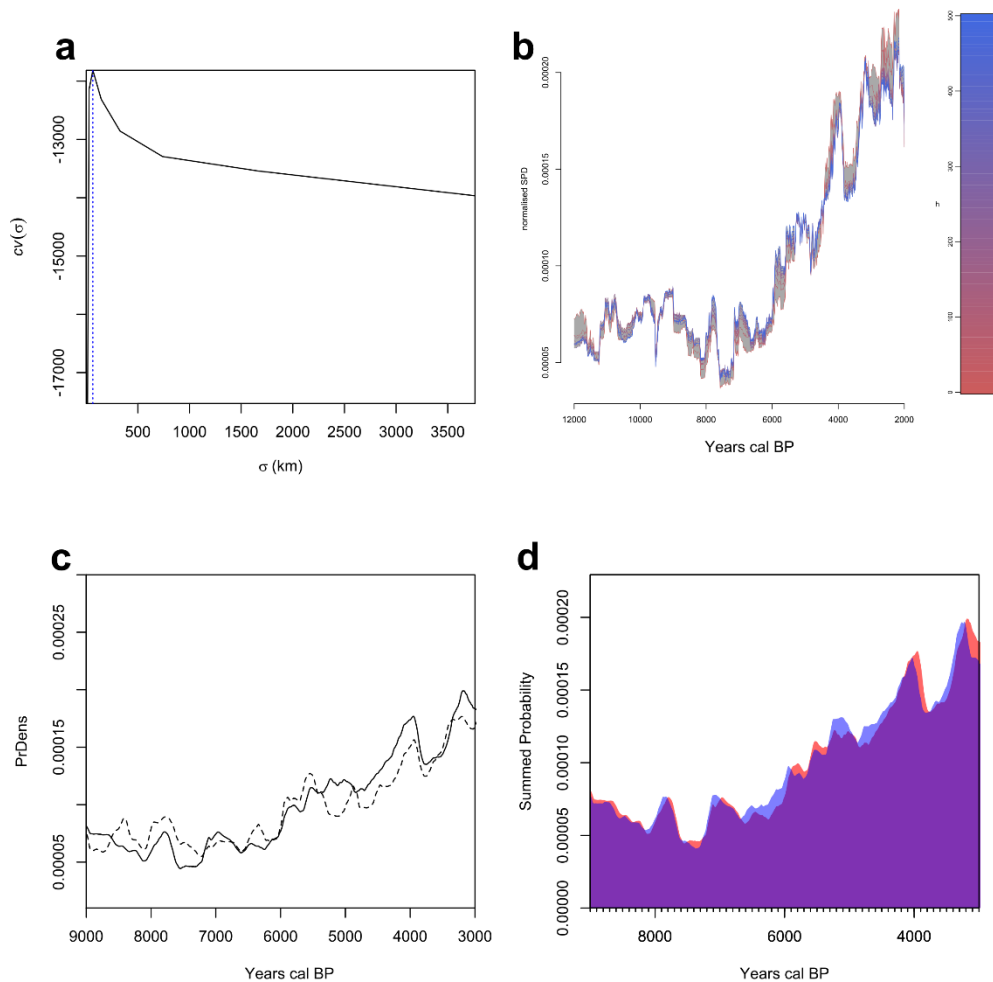 a
-13000
-15000
-17000
cv(σ)
500 1000 1500 2000 2500 3000 3500
σ (km)
b
0.00020
0.00015
0.00010
0.00005
normalised SPD
12000 10000 8000 6000 4000 2000
Years cal BP
500
400
300
200
100
0
h
c
0.00025
0.00015
0.00005
PrDens
9000 8000 7000 6000 5000 4000 3000
Years cal BP
d
0.00020
0.00015
0.00010
0.00005
0.00000
Summed Probability
8000 6000 4000
Years cal BP